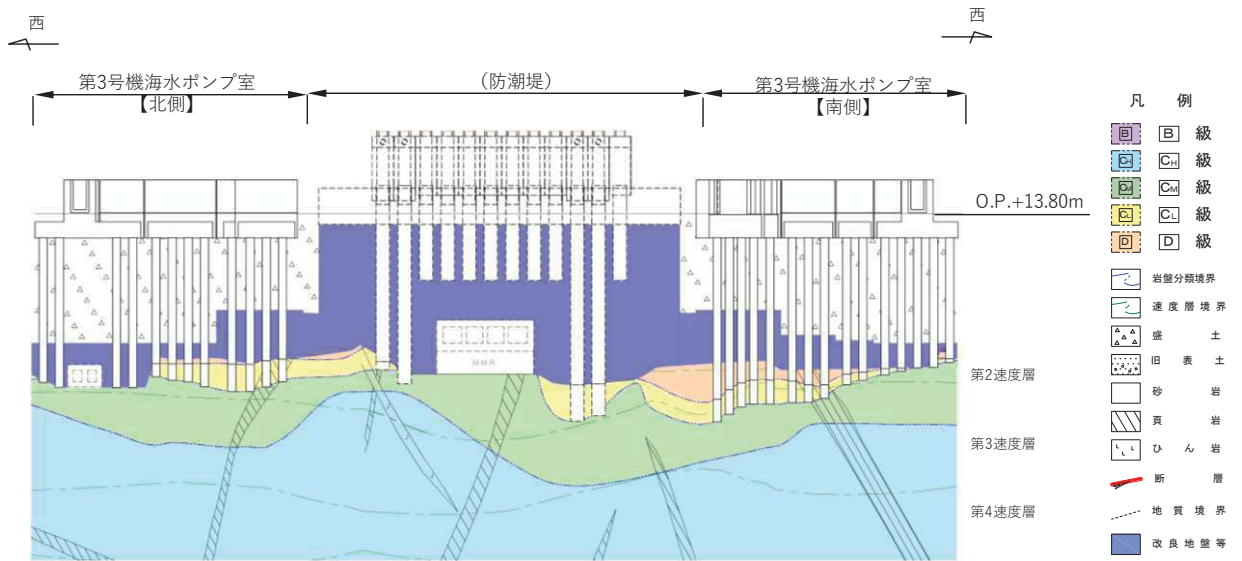 西
西
第3号機海水ポンプ室
【北側】
(防潮堤)
第3号機海水ポンプ室
【南側】
O.P.+13.80m
M.M.R
第2速度層
第3速度層
第4速度層
凡 例
B B 級
CH CH 級
CM CM 級
CL CL 級
D D 級
岩盤分類境界
速度層境界
盛 土
旧 表 土
砂 岩
頁 岩
ひ ん 岩
断 層
地 質 境 界
改 良 地 盤 等